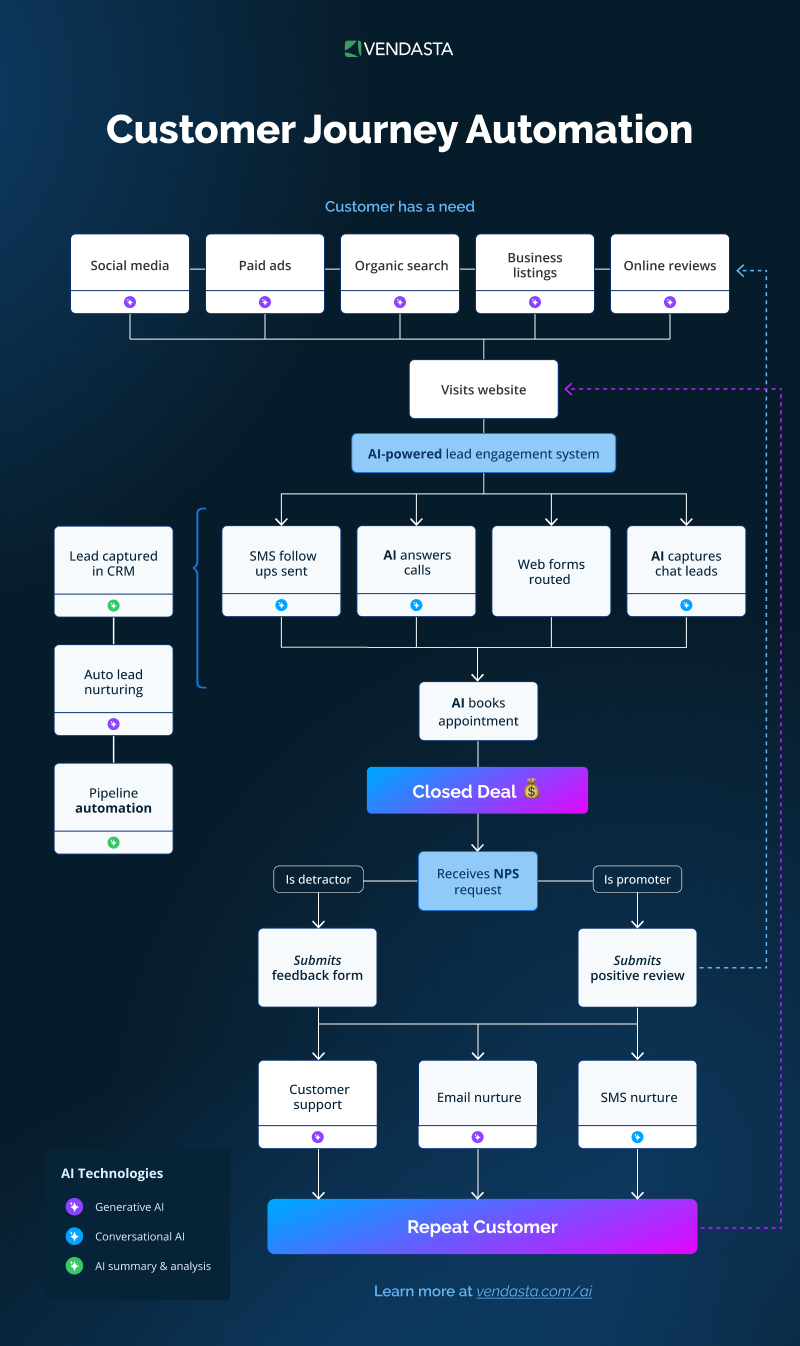 VENDASTA
Customer Journey Automation
Customer has a need
Social media
Paid ads
Organic search
Business
listings
Online reviews
Visits website
AI-powered lead engagement system
Lead captured
in CRM
Auto lead
nurturing
Pipeline
automation
SMS follow
ups sent
AI answers
calls
Web forms
routed
AI captures
chat leads
AI books
appointment
Closed Deal 💰
Receives NPS
request
Is detractor
Is promoter
Submits
feedback form
Submits
positive review
Customer
support
Email nurture
SMS nurture
Repeat Customer
AI Technologies
Generative AI
Conversational AI
AI summary & analysis
Learn more at vendasta.com/ai